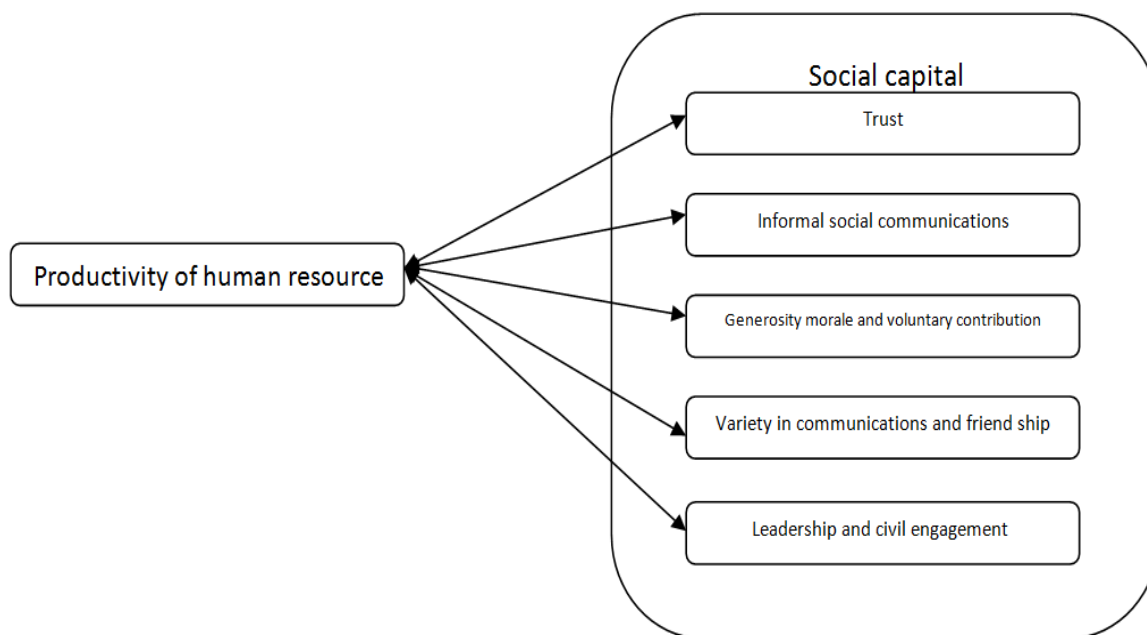 Social capital
Trust
Informal social communications
Productivity of human resource
Generosity morale and voluntary contribution
Variety in communications and friend ship
Leadership and civil engagement